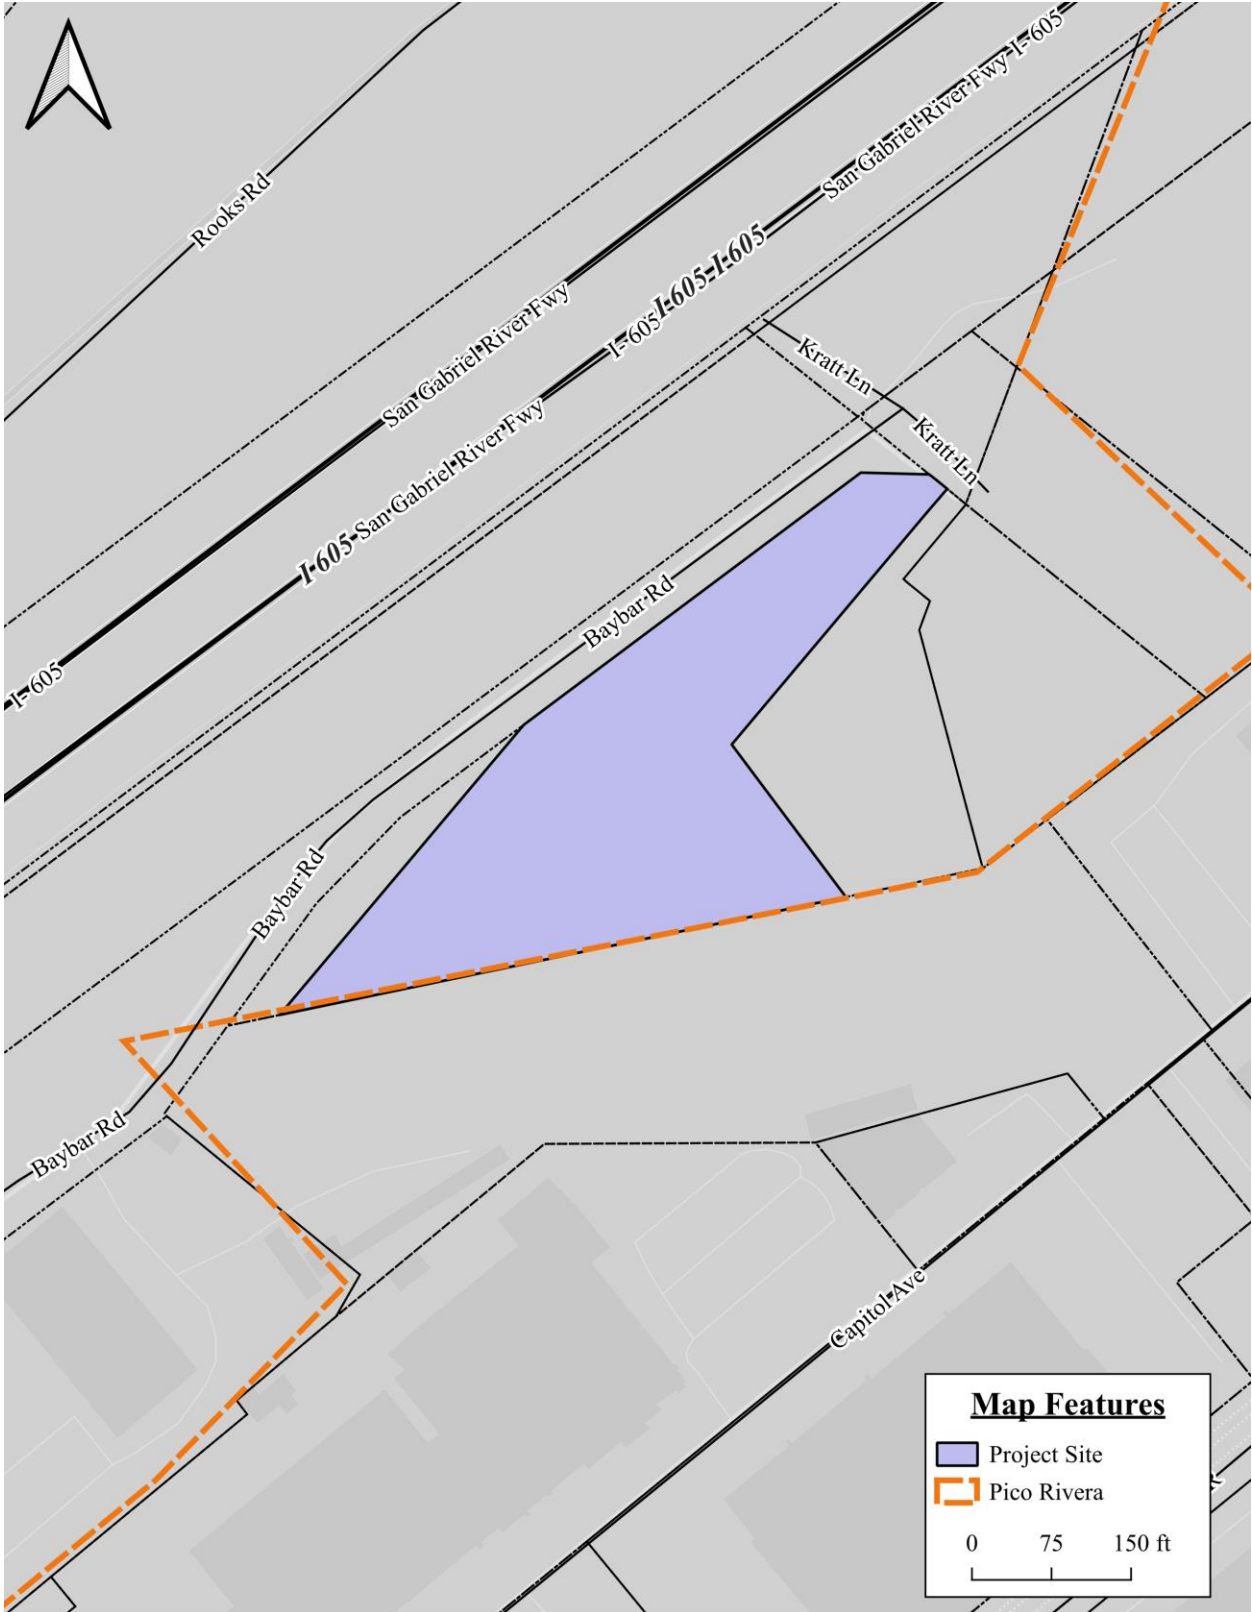 San Gabriel River Fwy I- 605
Rooks Rd
I-605 I-605
San Gabriel River Fwy
I- 605
Kratt Ln
San Gabriel River Fwy
Kratt Ln
I-605
Baybar Rd
I- 605
Baybar Rd
Baybar Rd
Capitol Ave
Map Features
Project Site
Pico Rivera
0 75 150 ft